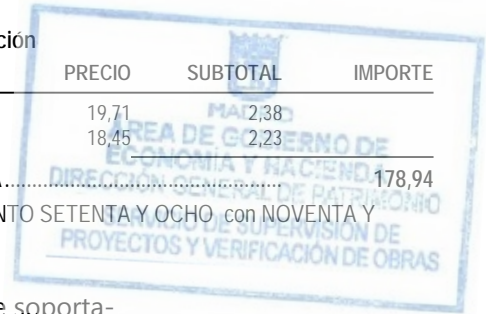 ción
PRECIO SUBTOTAL IMPORTE
19,71 2,38
18,45 2,23
MADRID
ÁREA DE GOBIERNO DE
ECONOMÍA Y HACIENDA
A. 178,94
DIRECCIÓN GENERAL DE PATRIMONIO
NTO SETENTA Y OCHO con NOVENTA Y
SERVICIO DE SUPERVISIÓN DE
PROYECTOS Y VERIFICACIÓN DE OBRAS
e soporta-